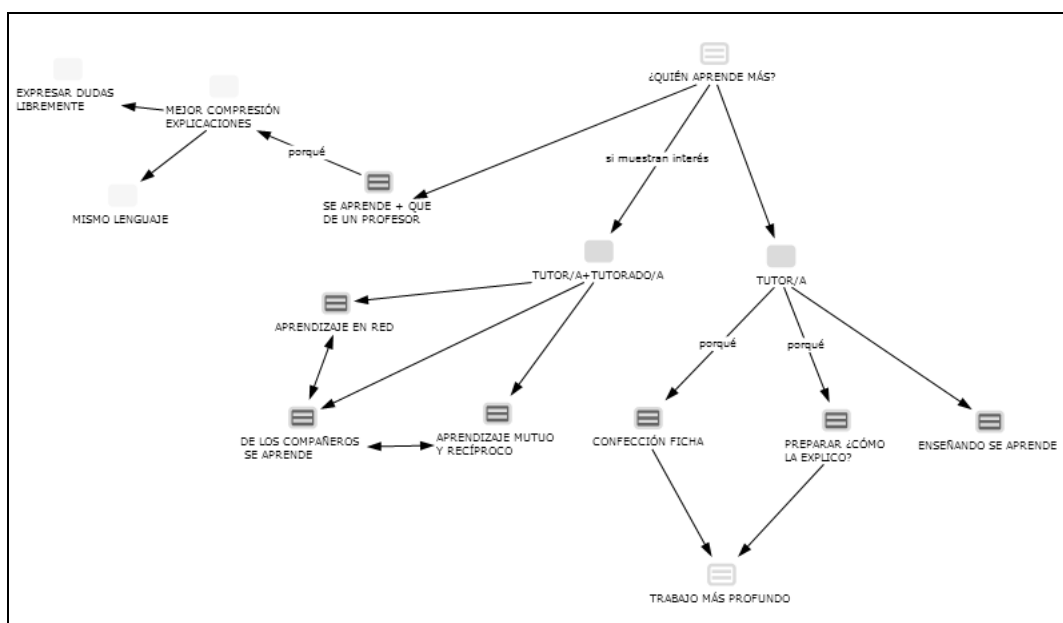 ¿QUIÉN APRENDE MÁS?
EXPRESAR DUDAS
LIBREMENTE
MEJOR COMPRESIÓN
EXPLICACIONES
porqué
si muestran interés
MISMO LENGUAJE
SE APRENDE + QUE
DE UN PROFESOR
TUTOR/A+TUTORADO/A
TUTOR/A
APRENDIZAJE EN RED
porqué
porqué
DE LOS COMPAÑEROS
SE APRENDE
APRENDIZAJE MUTUO
Y RECÍPROCO
CONFECCIÓN FICHA
PREPARAR ¿CÓMO
LA EXPLICO?
ENSEÑANDO SE APRENDE
TRABAJO MÁS PROFUNDO